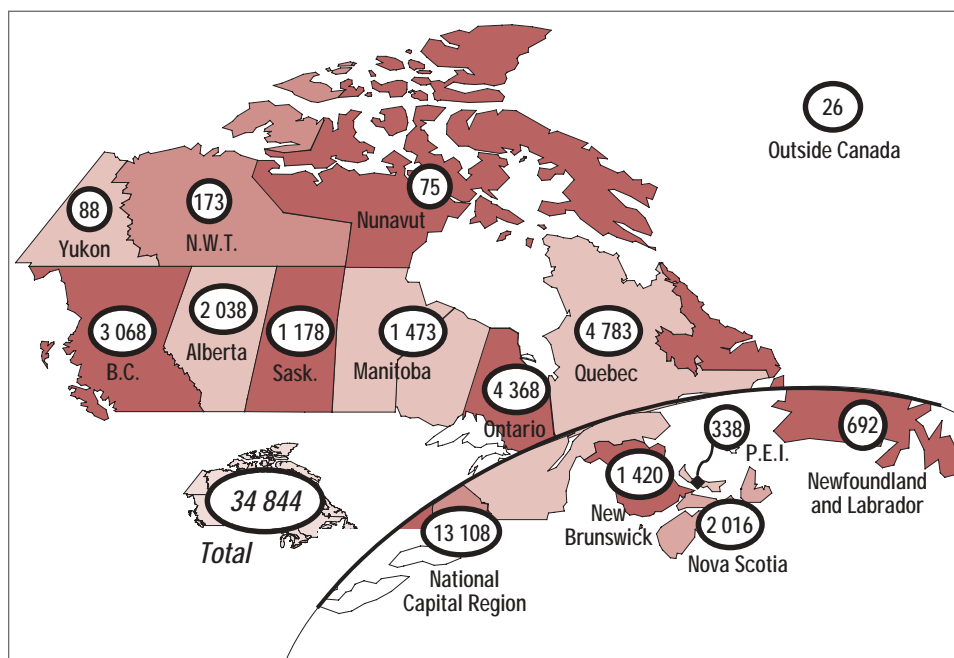 26
Outside Canada
75
Nunavut
88
Yukon
173
N.W.T.
3 068
B.C.
2 038
Alberta
1 178
Sask.
1 473
Manitoba
4 783
Quebec
4 368
Ontario
338
P.E.I.
692
Newfoundland
and Labrador
1 420
New
Brunswick
2 016
Nova Scotia
34 844
Total
13 108
National
Capital Region